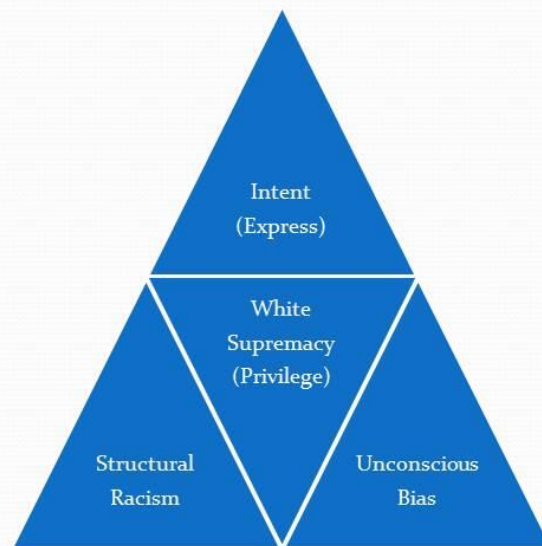 Intent
(Express)
White
Supremacy
(Privilege)
Structural
Racism
Unconscious
Bias